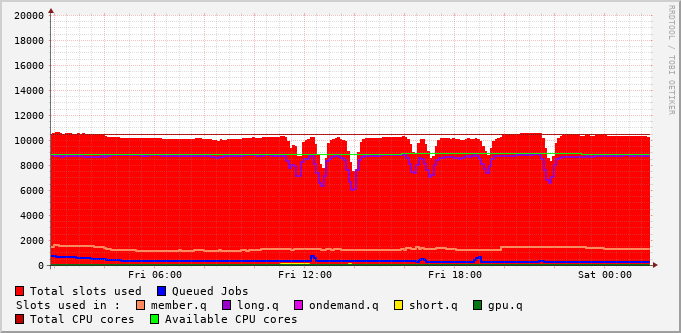 20000
18000
16000
14000
12000
10000
8000
6000
4000
2000
0
Fri 06:00 Fri 12:00 Fri 18:00 Sat 00:00
Total slots used Queued Jobs
Slots used in : member.q long.q ondemand.q short.q gpu.q
Total CPU cores Available CPU cores
RRDTOOL / TOBI OETIKER